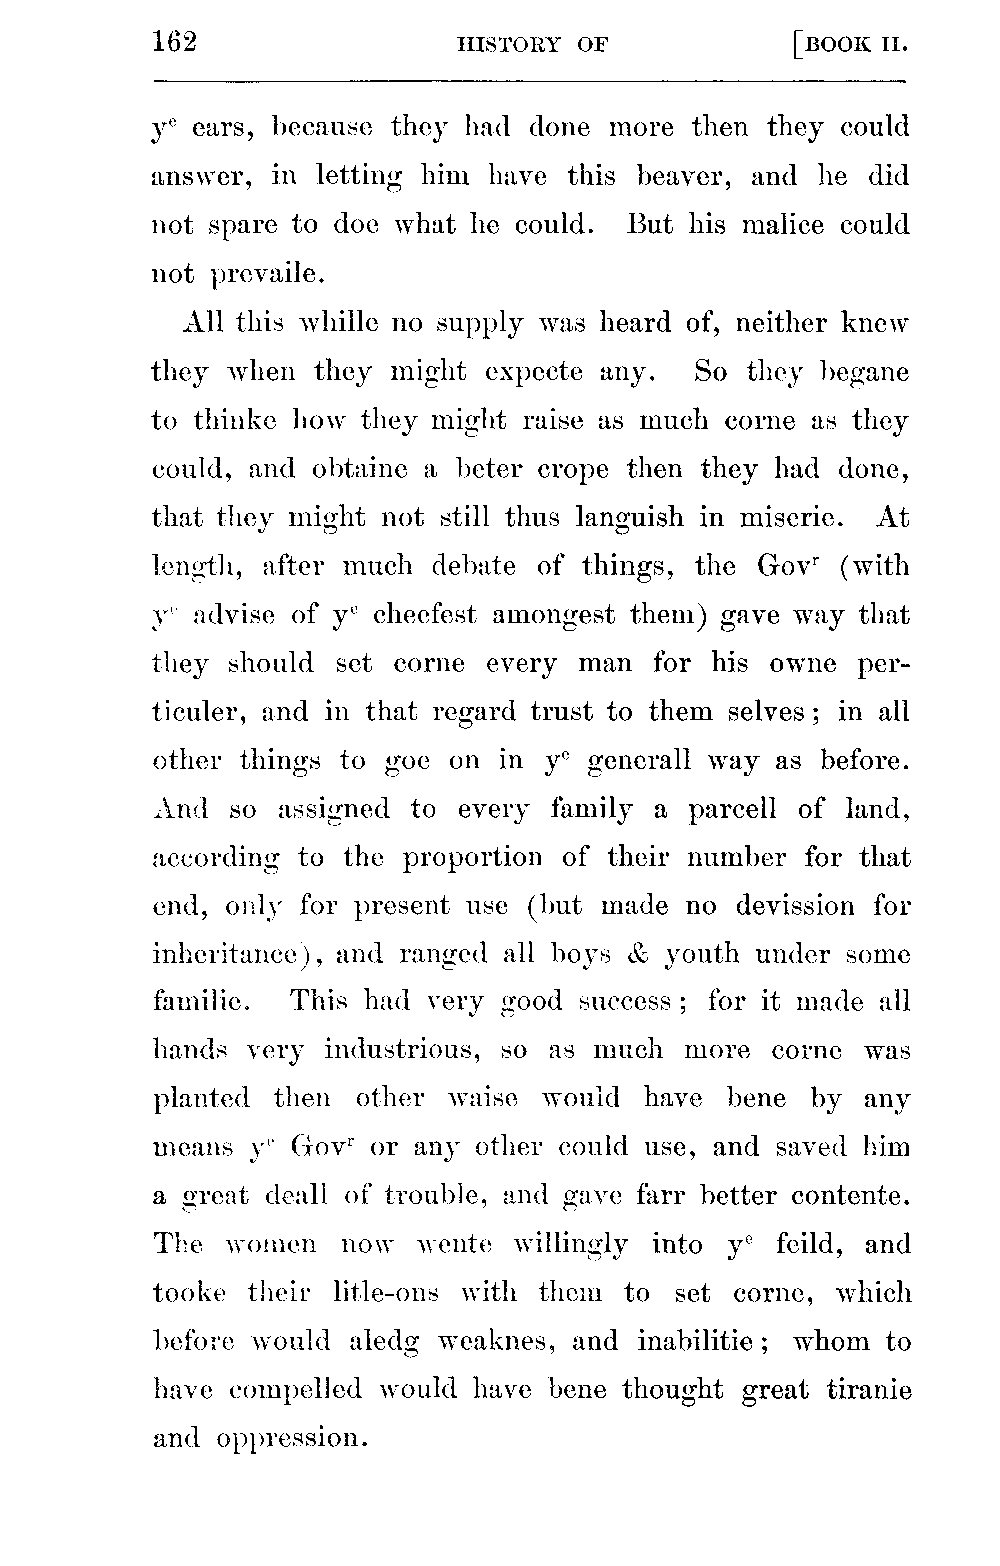 162 HISTORY OF [BOOK II.
yᵉ ears, because they had done more then they could
answer, in letting him have this beaver, and he did
not spare to doe what he could. But his malice could
not prevaile.
All this whille no supply was heard of, neither knew
they when they might expecte any. So they begane
to thinke how they might raise as much corne as they
could, and obtaine a beter crope then they had done,
that they might not still thus languish in miserie. At
length, after much debate of things, the Govʳ (with
yᵉ advise of yᵉ cheefest amongest them) gave way that
they should set corne every man for his owne per-
ticuler, and in that regard trust to them selves; in all
other things to goe on in yᵉ generall way as before.
And so assigned to every family a parcell of land,
according to the proportion of their number for that
end, only for present use (but made no devission for
inheritance), and ranged all boys & youth under some
familie. This had very good success; for it made all
hands very industrious, so as much more corne was
planted then other waise would have bene by any
means yᵉ Govʳ or any other could use, and saved him
a great deall of trouble, and gave farr better contente.
The women now wente willingly into yᵉ feild, and
tooke their litle-ons with them to set corne, which
before would aledg weaknes, and inabilitie; whom to
have compelled would have bene thought great tiranie
and oppression.